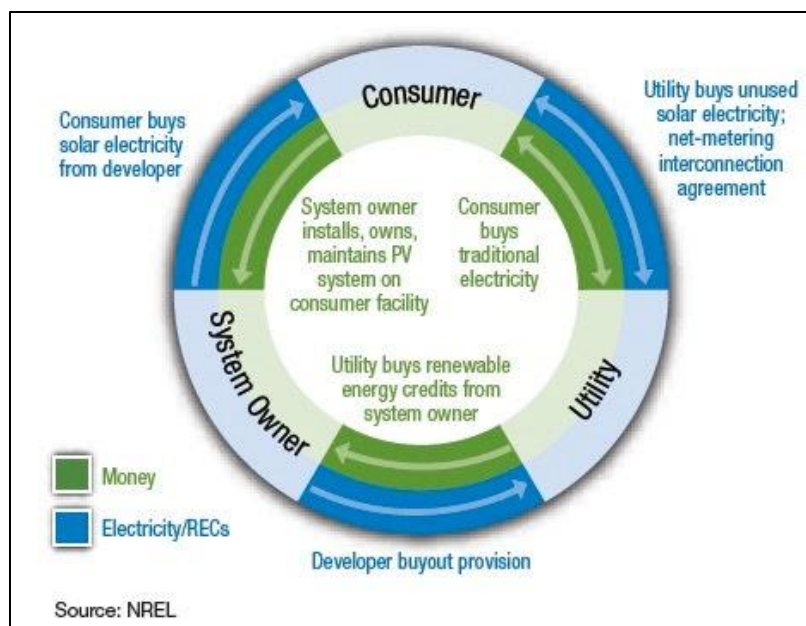 Consumer
Consumer buys
solar electricity
from developer
Utility buys unused
solar electricity;
net-metering
interconnection
agreement
System owner
installs, owns,
maintains PV
system on
consumer facility
Consumer
buys
traditional
electricity
System Owner
Utility
Utility buys renewable
energy credits from
system owner
Money
Electricity/RECs
Developer buyout provision
Source: NREL